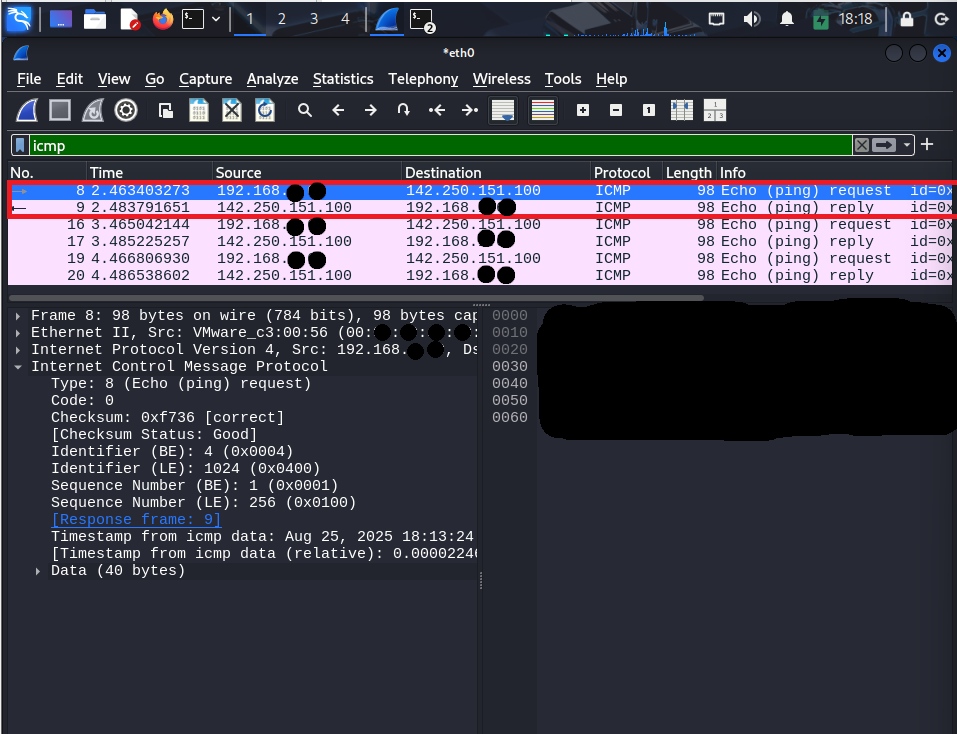 1 2 3 4 2 18:18
*eth0
File Edit View Go Capture Analyze Statistics Telephony Wireless Tools Help
icmp
No. Time Source Destination Protocol Length Info
8 2.463403273 192.168. 142.250.151.100 ICMP 98 Echo (ping) request id=0x
9 2.483791651 142.250.151.100 192.168. ICMP 98 Echo (ping) reply id=0x
16 3.465042144 192.168. 142.250.151.100 ICMP 98 Echo (ping) request id=0x
17 3.485225257 142.250.151.100 192.168. ICMP 98 Echo (ping) reply id=0x
19 4.466806930 192.168. 142.250.151.100 ICMP 98 Echo (ping) request id=0x
20 4.486538602 142.250.151.100 192.168. ICMP 98 Echo (ping) reply id=0x
Frame 8: 98 bytes on wire (784 bits), 98 bytes cap
Ethernet II, Src: VMware_c3:00:56 (00: : : : :
Internet Protocol Version 4, Src: 192.168. , Ds
Internet Control Message Protocol
Type: 8 (Echo (ping) request)
Code: 0
Checksum: 0xf736 [correct]
[Checksum Status: Good]
Identifier (BE): 4 (0x0004)
Identifier (LE): 1024 (0x0400)
Sequence Number (BE): 1 (0x0001)
Sequence Number (LE): 256 (0x0100)
[Response frame: 9]
Timestamp from icmp data: Aug 25, 2025 18:13:24
[Timestamp from icmp data (relative): 0.00002246
Data (40 bytes)
0000
0010
0020
0030
0040
0050
0060